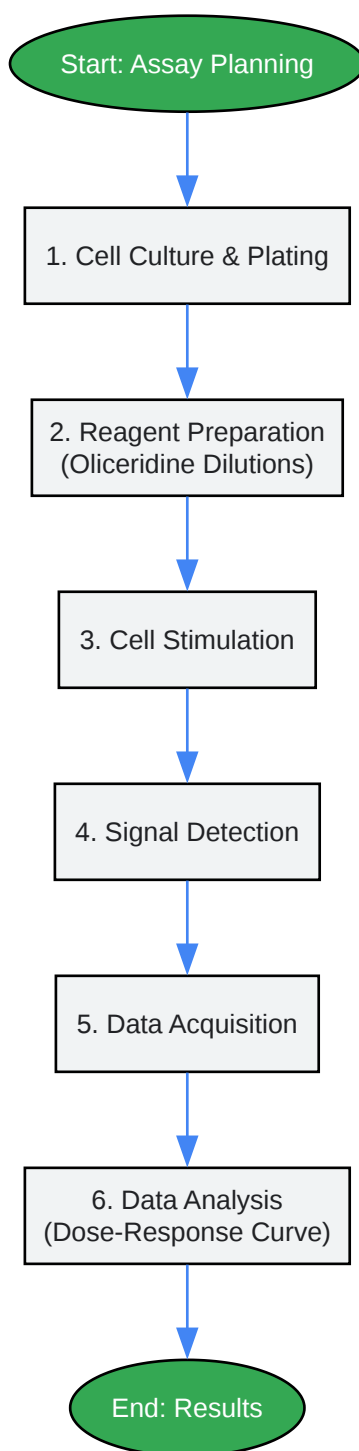 Start: Assay Planning
1. Cell Culture & Plating
2. Reagent Preparation
(Oliceridine Dilutions)
3. Cell Stimulation
4. Signal Detection
5. Data Acquisition
6. Data Analysis
(Dose-Response Curve)
End: Results